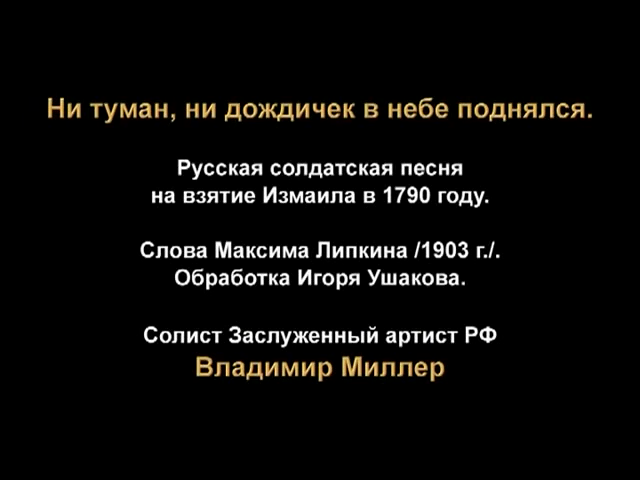 Ни туман, ни дождичек в небе поднялся.
Русская солдатская песня
на взятие Измаила в 1790 году.
Слова Максима Липкина /1903 г./.
Обработка Игоря Ушакова.
Солист Заслуженный артист РФ
Владимир Миллер